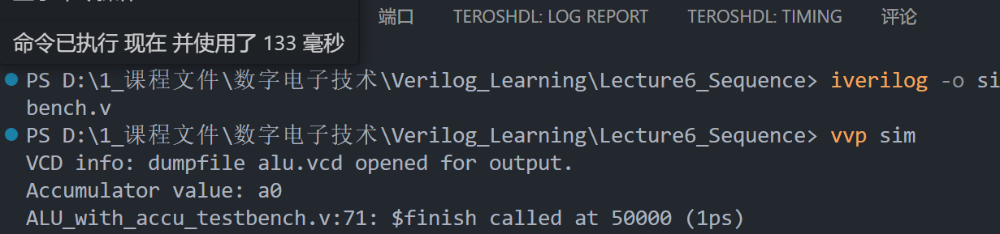 端口 TEROSHDL: LOG REPORT TEROSHDL: TIMING 评论
命令已执行 现在 并使用了 133 毫秒
PS D:\1_课程文件\数字电子技术\Verilog_Learning\Lecture6_Sequence> iverilog -o si
bench.v
PS D:\1_课程文件\数字电子技术\Verilog_Learning\Lecture6_Sequence> vvp sim
VCD info: dumpfile alu.vcd opened for output.
Accumulator value: a0
ALU_with_accu_testbench.v:71: $finish called at 50000 (1ps)